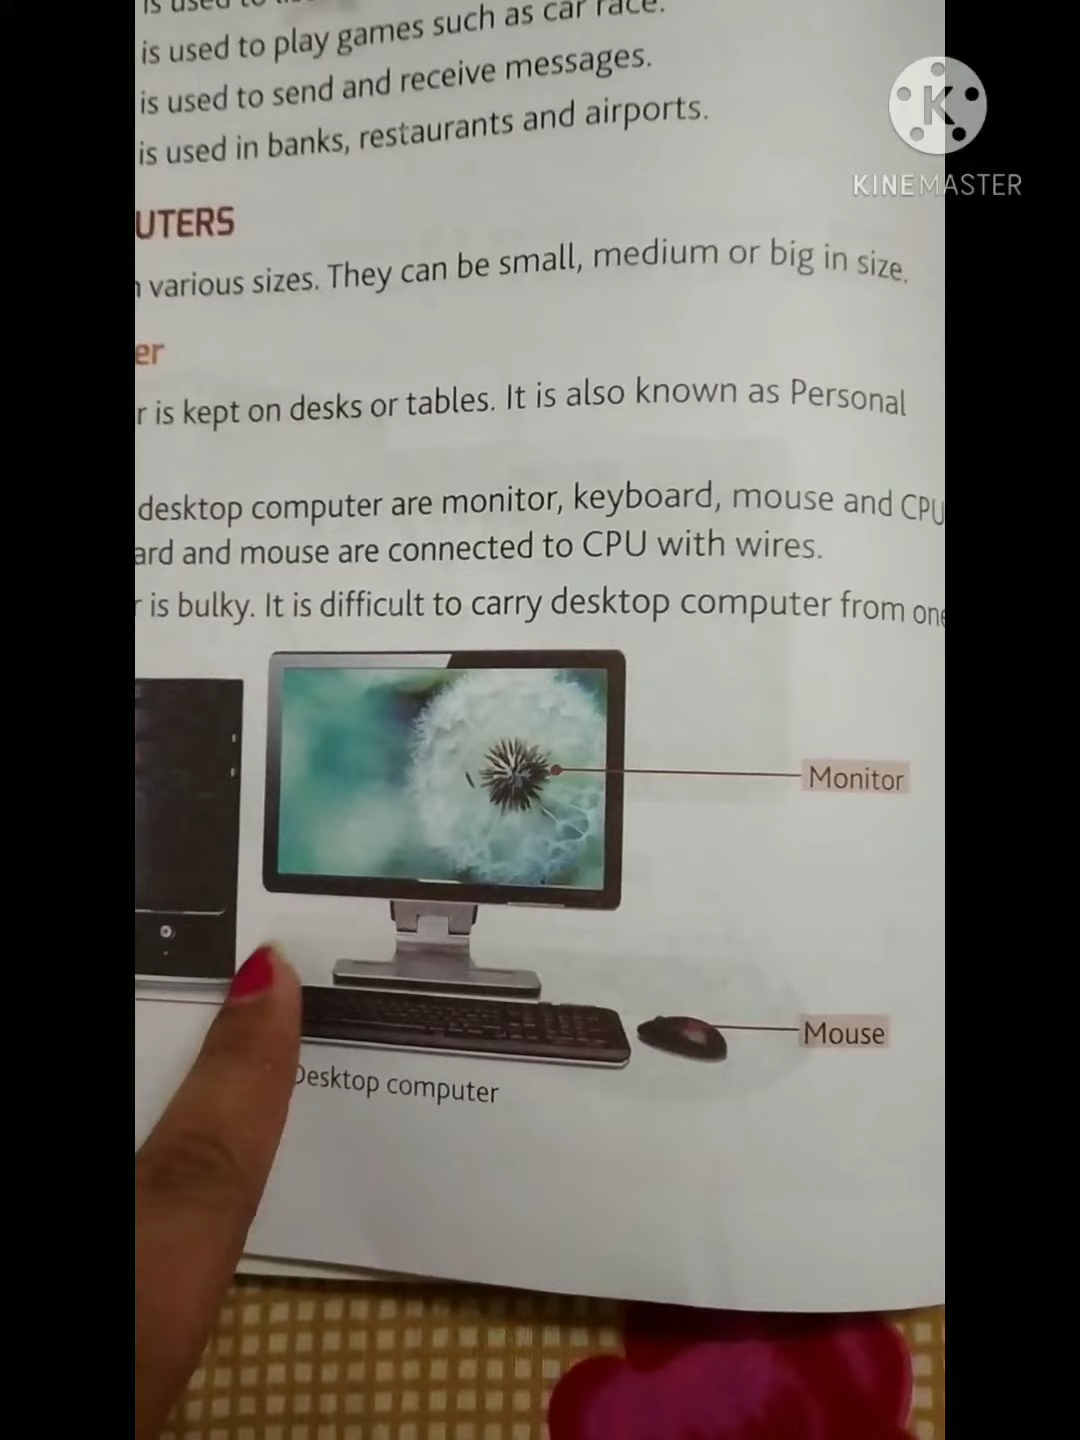 is used to
is used to play games such as car race.
is used to send and receive messages.
is used in banks, restaurants and airports.
K
KINEMASTER
UTERS
various sizes. They can be small, medium or big in size.
er
r is kept on desks or tables. It is also known as Personal
desktop computer are monitor, keyboard, mouse and CPU
ard and mouse are connected to CPU with wires.
r is bulky. It is difficult to carry desktop computer from one
Monitor
Mouse
Desktop computer